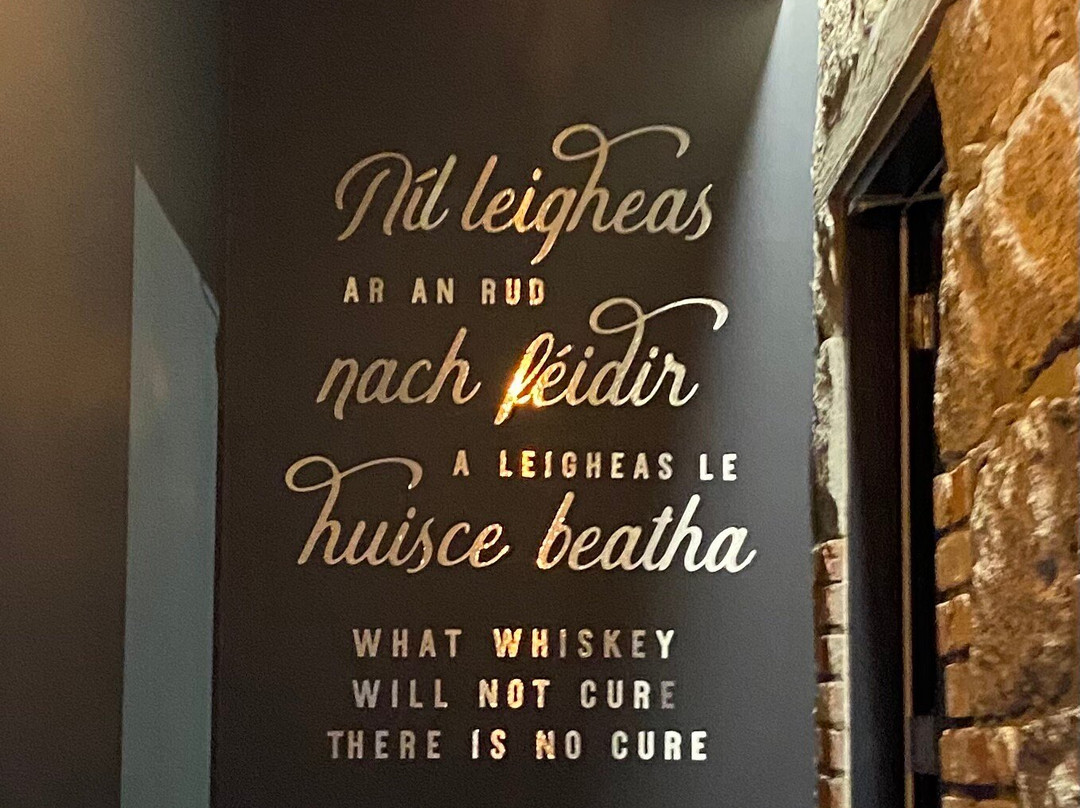 Níl leigheas
AR AN RUD
nach féidir
A LEIGHEAS LE
huisce beatha
WHAT WHISKEY
WILL NOT CURE
THERE IS NO CURE